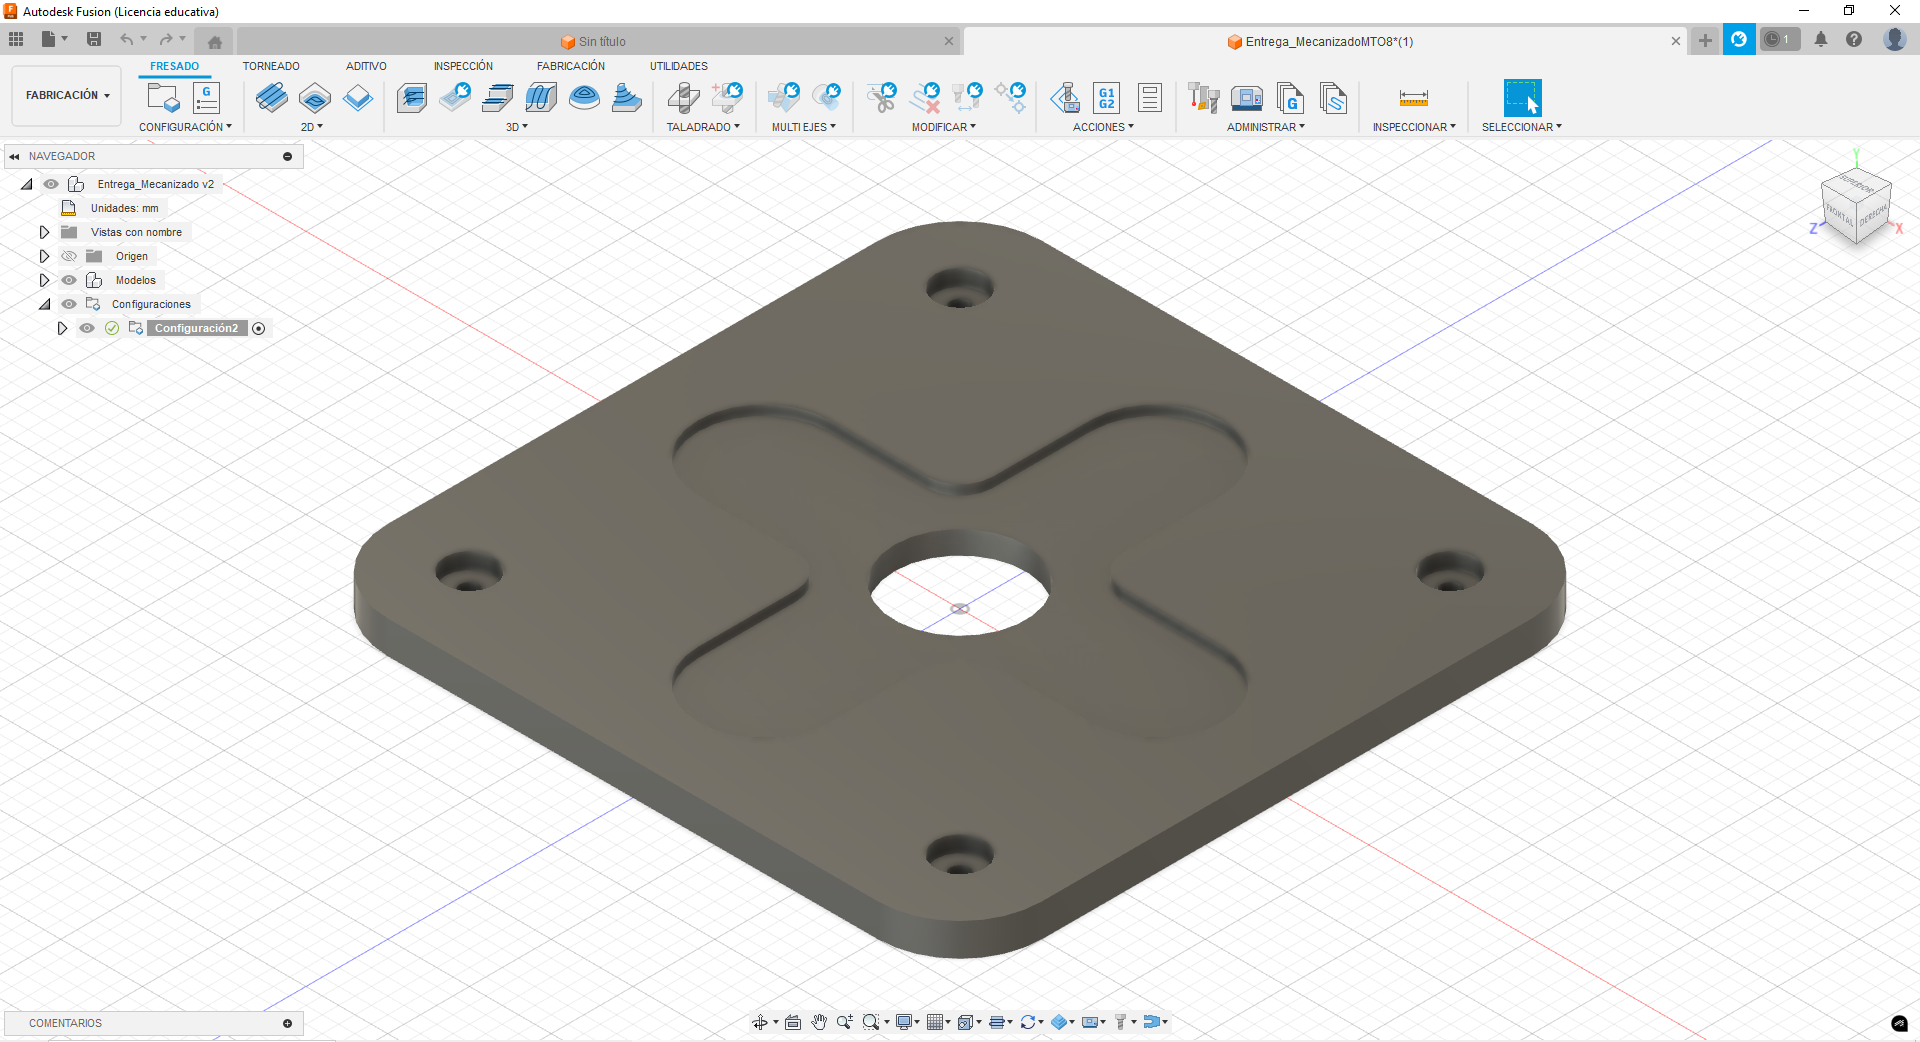 Autodesk Fusion (Licencia educativa)
Sin título
Entrega_MecanizadoMTO8*(1)
1
FABRICACIÓN
FRESADO
TORNEADO
ADITIVO
INSPECCIÓN
FABRICACIÓN
UTILIDADES
G
G1
G2
G
S
CONFIGURACIÓN
2D
3D
TALADRADO
MULTI EJES
MODIFICAR
ACCIONES
ADMINISTRAR
INSPECCIONAR
SELECCIONAR
NAVEGADOR
Entrega_Mecanizado v2
Unidades: mm
Vistas con nombre
Origen
Modelos
Configuraciones
Configuración2
Y
SUPERIOR
FRONTAL
DERECHA
Z
X
COMENTARIOS